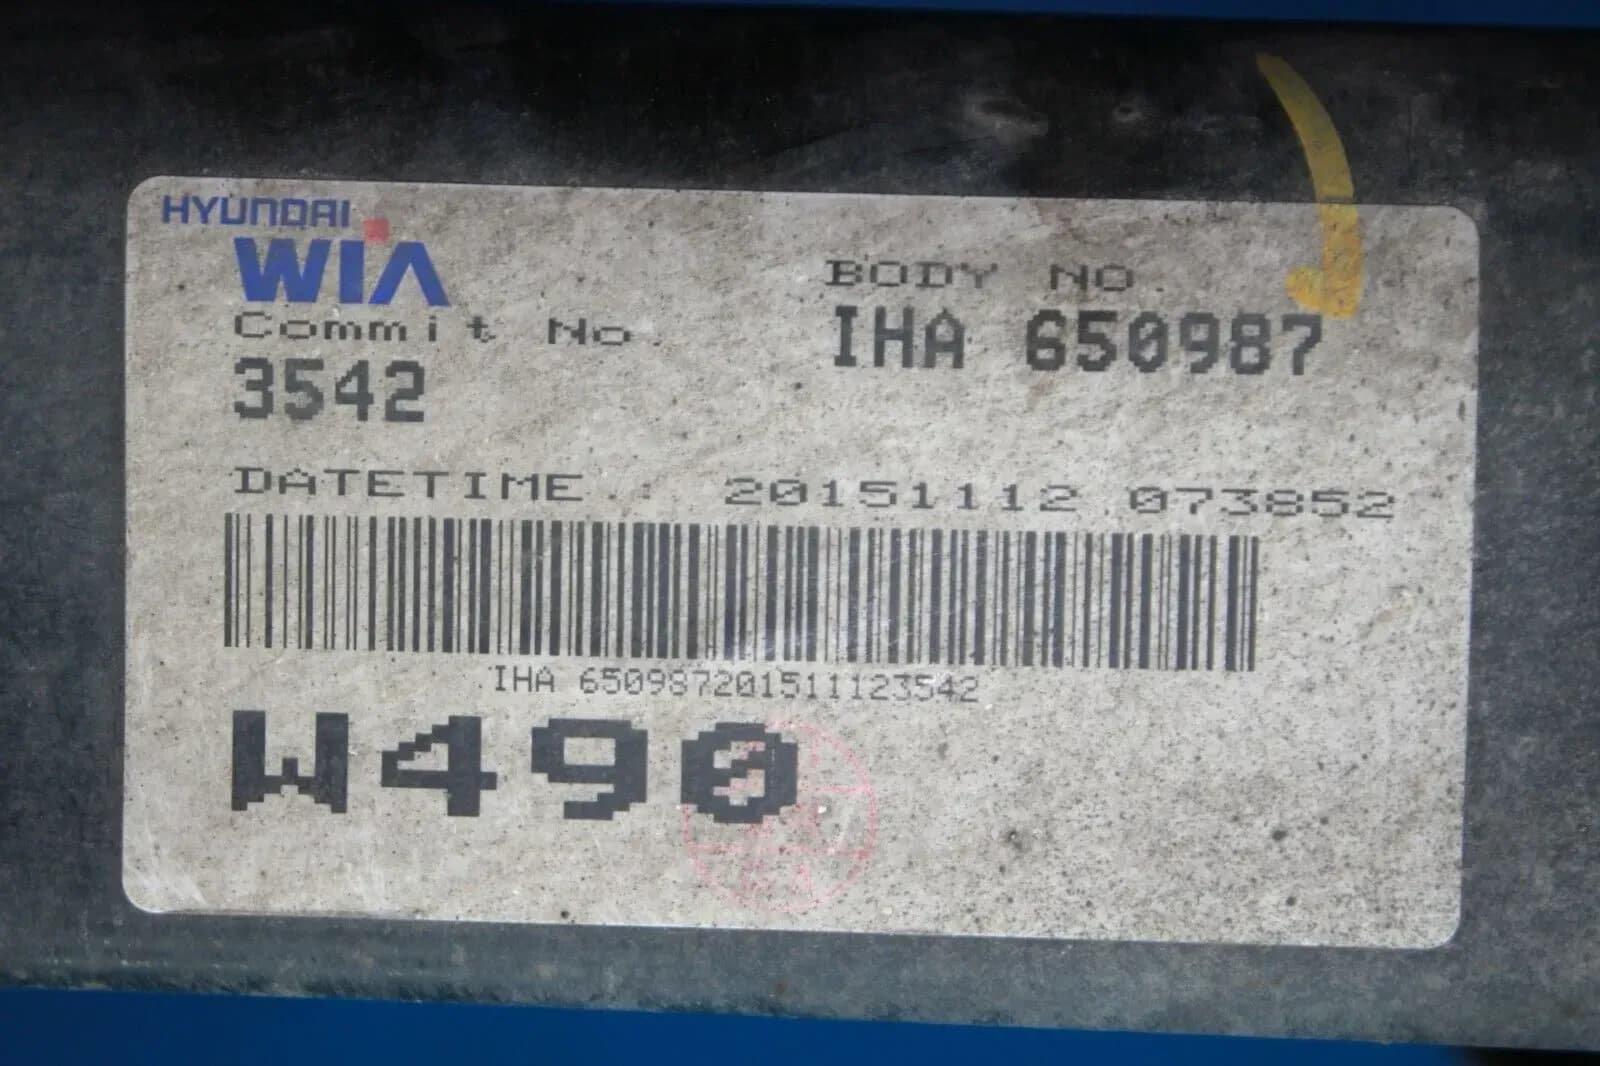 HYUNDAI
WIA
Commit No.
3542
BODY NO.
IHA 650987
DATETIME : 20151112 073852
IHA 650987201511123542
W490